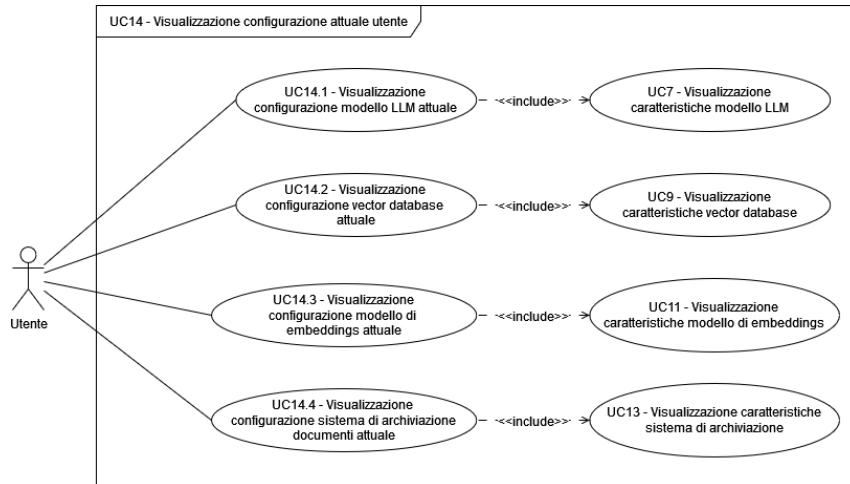 UC14 - Visualizzazione configurazione attuale utente
UC14.1 - Visualizzazione
configurazione modello LLM attuale
<<include>>
UC7 - Visualizzazione
caratteristiche modello LLM
UC14.2 - Visualizzazione
configurazione vector database
attuale
<<include>>
UC9 - Visualizzazione
caratteristiche vector database
Utente
UC14.3 - Visualizzazione
configurazione modello di
embeddings attuale
<<include>>
UC11 - Visualizzazione
caratteristiche modello di embeddings
UC14.4 - Visualizzazione
configurazione sistema di archiviazione
documenti attuale
<<include>>
UC13 - Visualizzazione caratteristiche
sistema di archiviazione